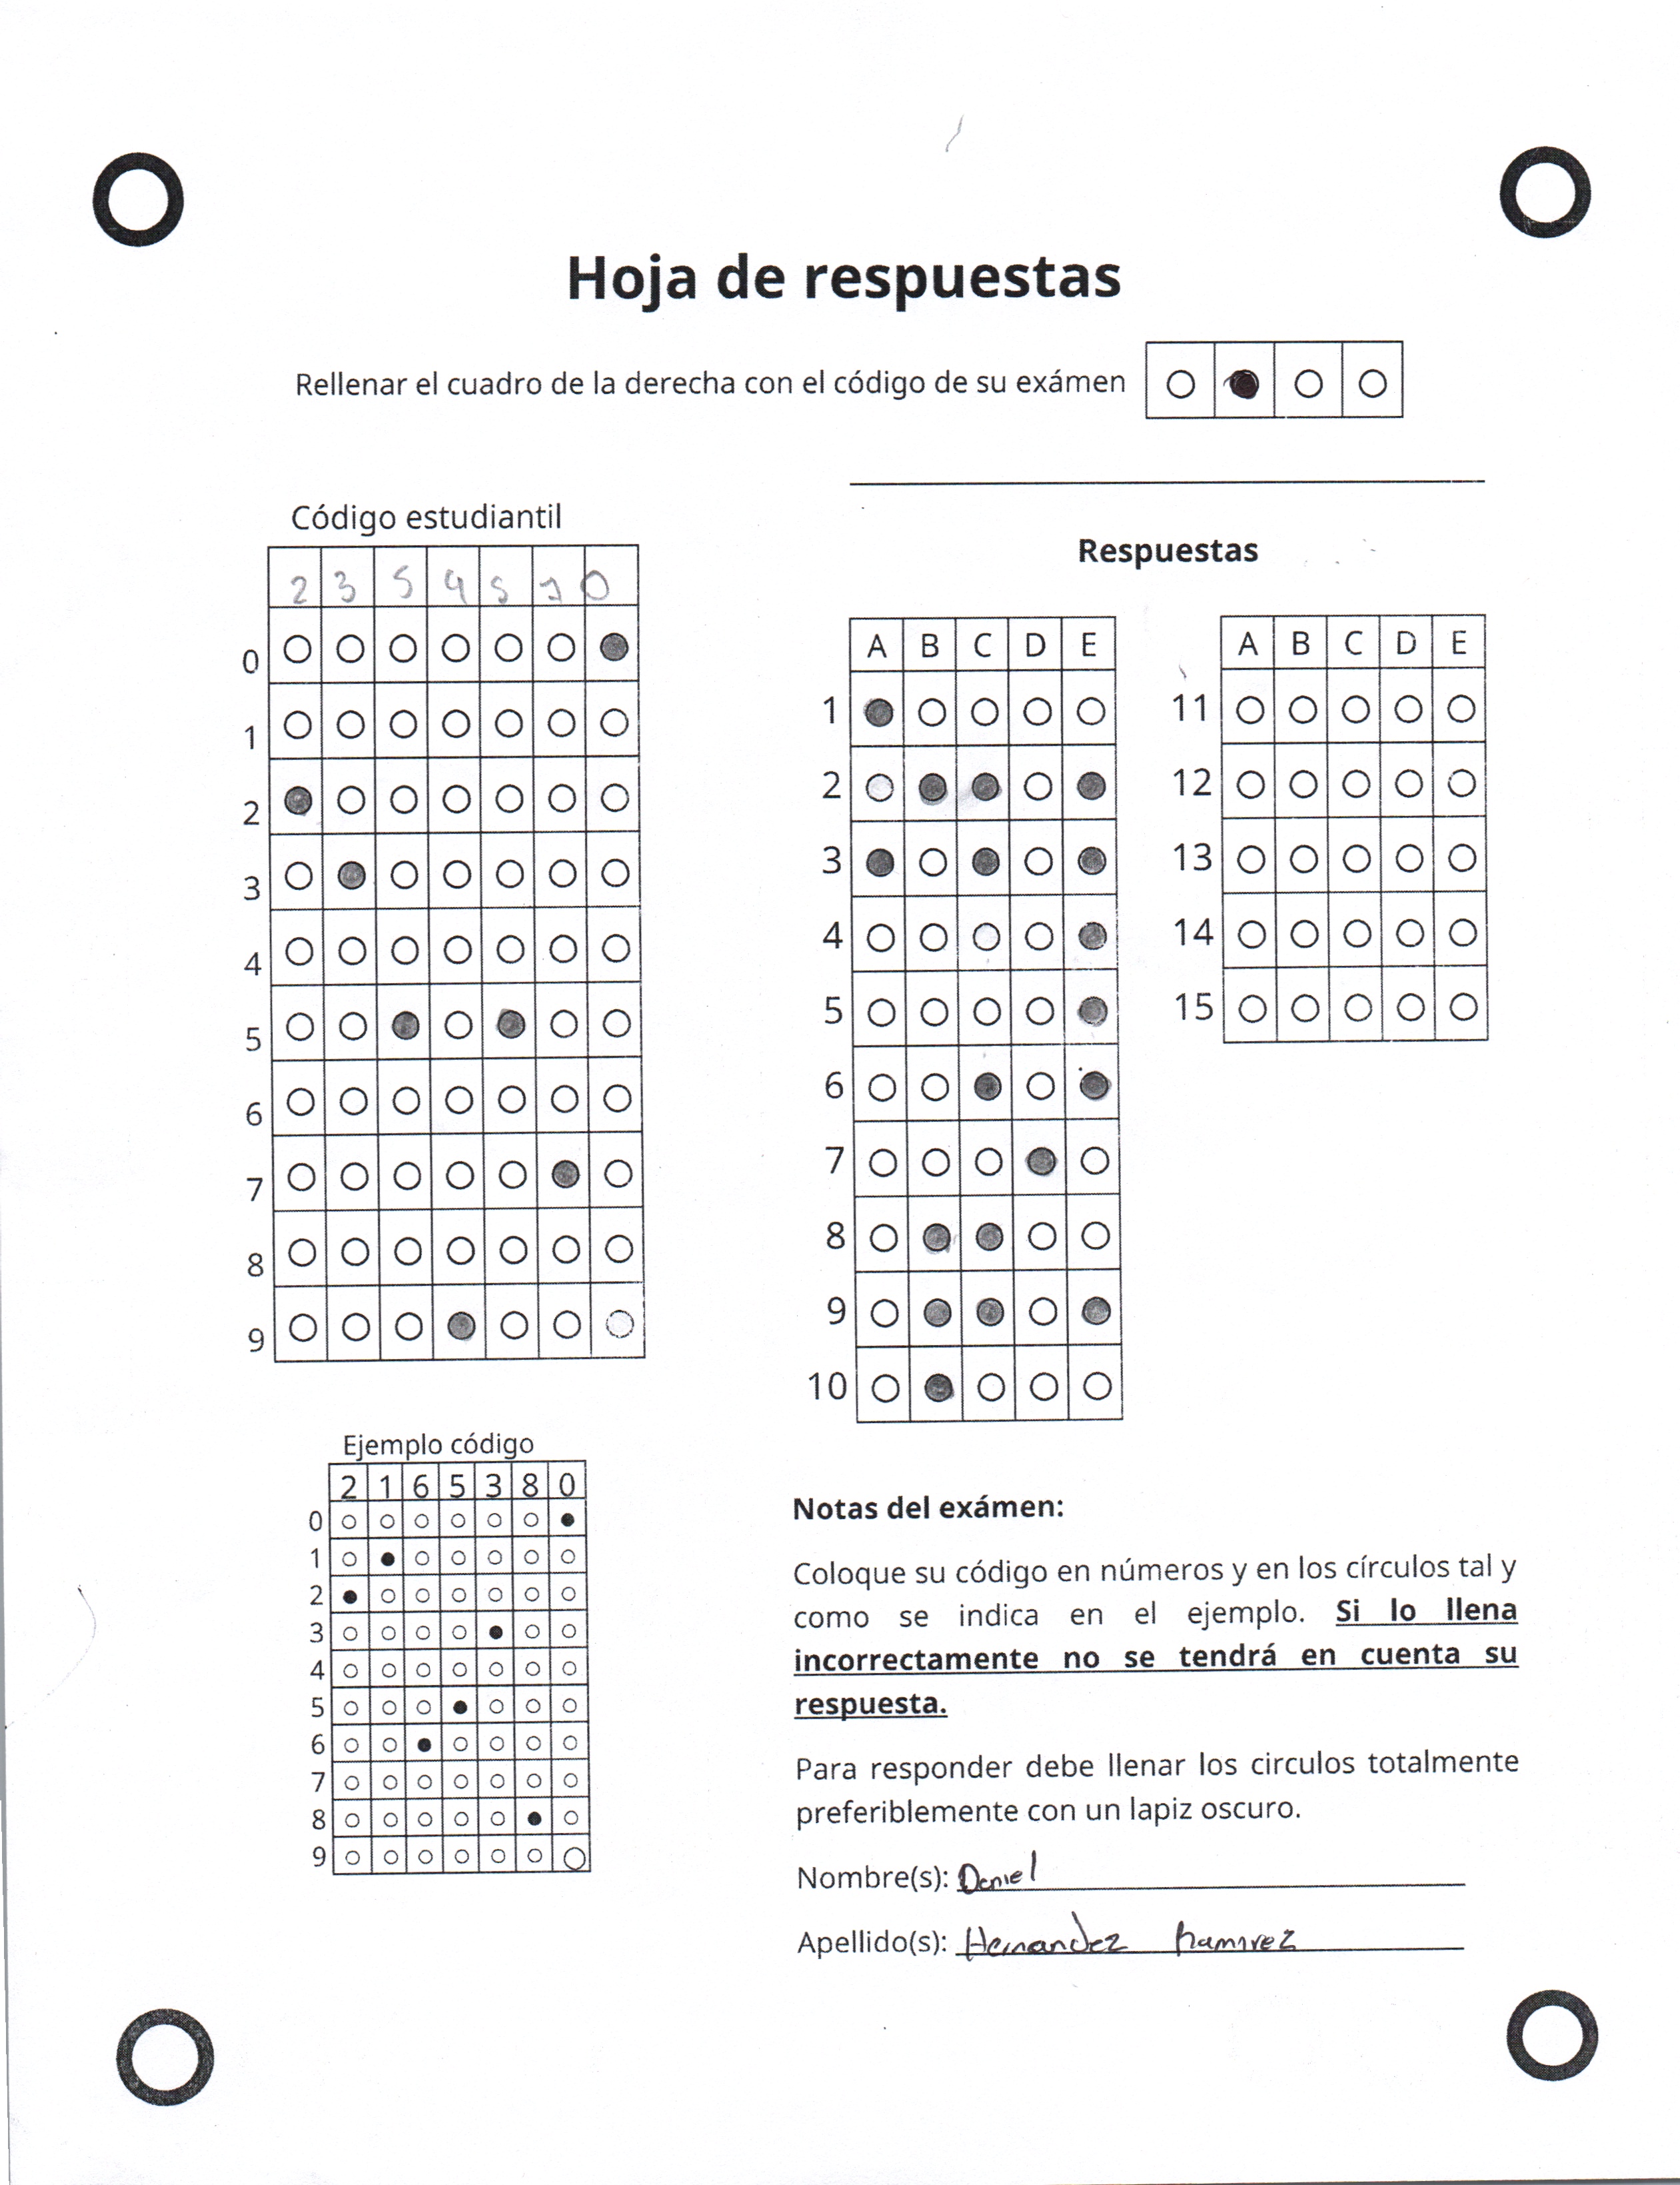 Hoja de respuestas
Rellenar el cuadro de la derecha con el código de su exámen
Código estudiantil
2 3 5 9 5 7 0
0
1
2
3
4
5
6
7
8
9
Respuestas
A B C D E
1
2
3
4
5
6
7
8
9
10
A B C D E
11
12
13
14
15
Ejemplo código
2 1 6 5 3 8 0
0
1
2
3
4
5
6
7
8
9
Notas del exámen:
Coloque su código en números y en los círculos tal y
como se indica en el ejemplo. Si lo llena
incorrectamente no se tendrá en cuenta su
respuesta.
Para responder debe llenar los circulos totalmente
preferiblemente con un lapiz oscuro.
Nombre(s): Daniel
Apellido(s): Hernandez Ramirez